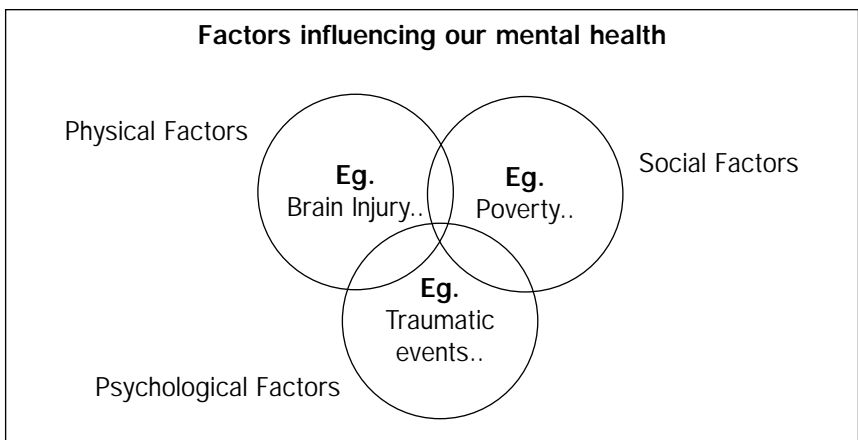 Factors influencing our mental health
Physical Factors
Eg.
Brain Injury..
Eg.
Poverty..
Social Factors
Eg.
Traumatic
events..
Psychological Factors